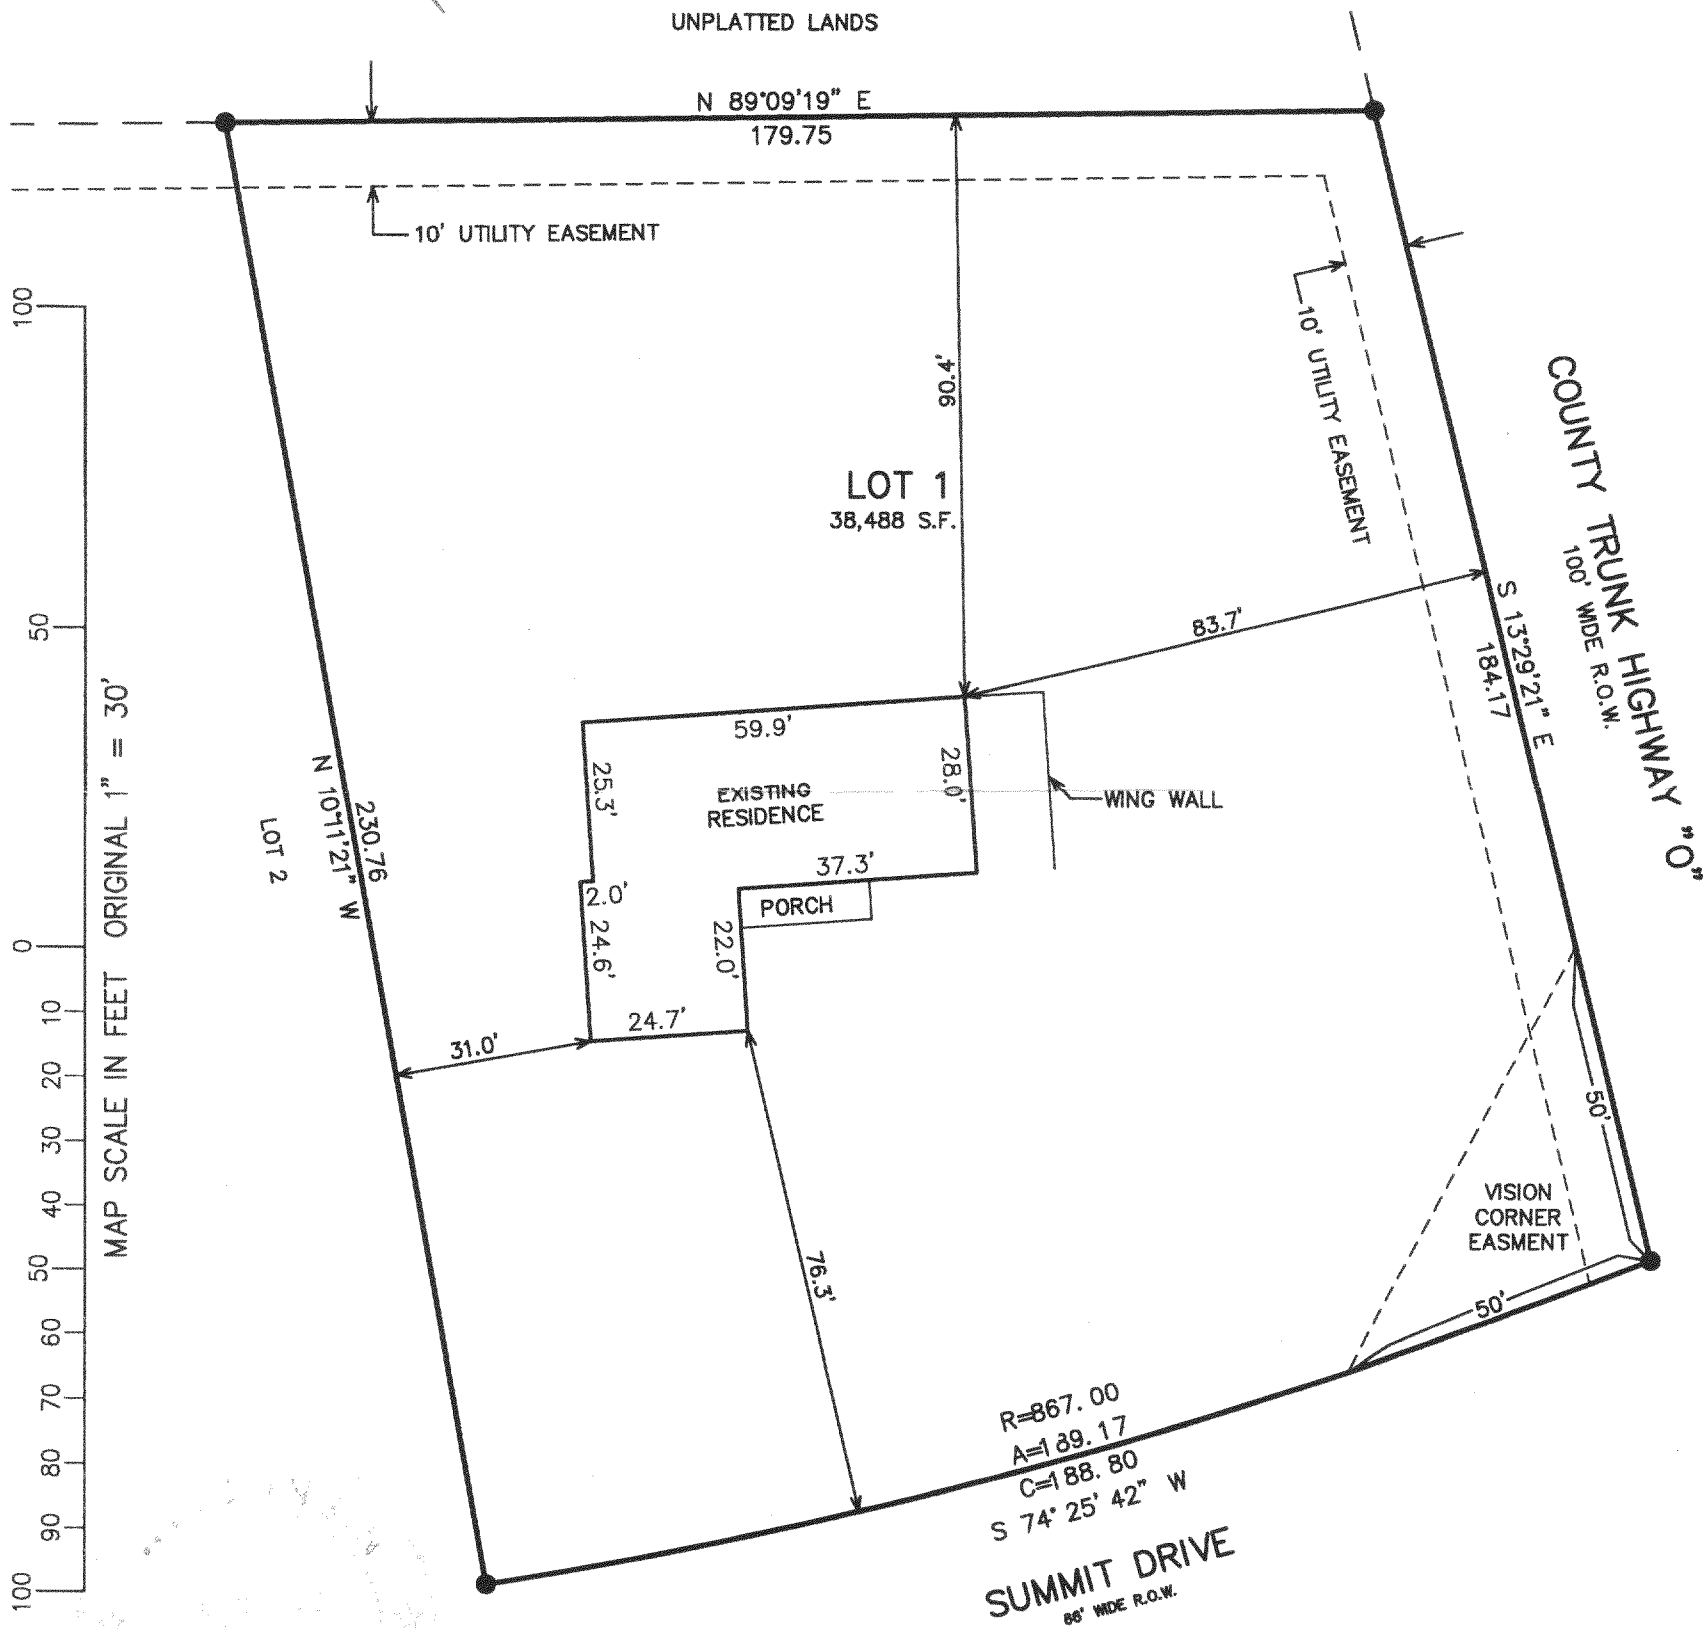 UNPLATTED LANDS
N 89°09'19" E
179.75
10' UTILITY EASEMENT
10' UTILITY EASEMENT
90.4'
LOT 1
38,488 S.F.
83.7'
COUNTY TRUNK HIGHWAY "O"
100' WIDE R.O.W.
S 13°29'21" E
184.17
59.9'
28.0'
25.3'
EXISTING
RESIDENCE
WING WALL
37.3'
2.0'
PORCH
24.6'
22.0'
24.7'
31.0'
76.3'
N 10°11'21" W
230.76
LOT 2
50'
VISION
CORNER
EASMENT
50'
R=867.00
A=189.17
C=188.80
S 74°25'42" W
SUMMIT DRIVE
66' WIDE R.O.W.
MAP SCALE IN FEET ORIGINAL 1" = 30'
100
50
0
10
20
30
40
50
60
70
80
90
100